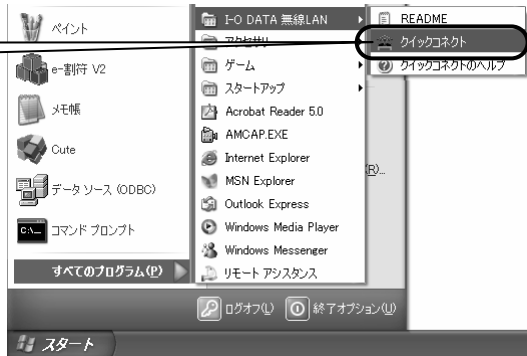 ペイント
e-割符 V2
メモ帳
Cute
データ ソース (ODBC)
C:\_
コマンド プロンプト
すべてのプログラム(P)
I-O DATA 無線LAN
アクセサリ
ゲーム
スタートアップ
Acrobat Reader 5.0
AMCAP.EXE
Internet Explorer
MSN Explorer
Outlook Express
Windows Media Player
Windows Messenger
リモート アシスタンス
README
クイックコネクト
クイックコネクトのヘルプ
(R)...
ログオフ(L)
終了オプション(U)
スタート